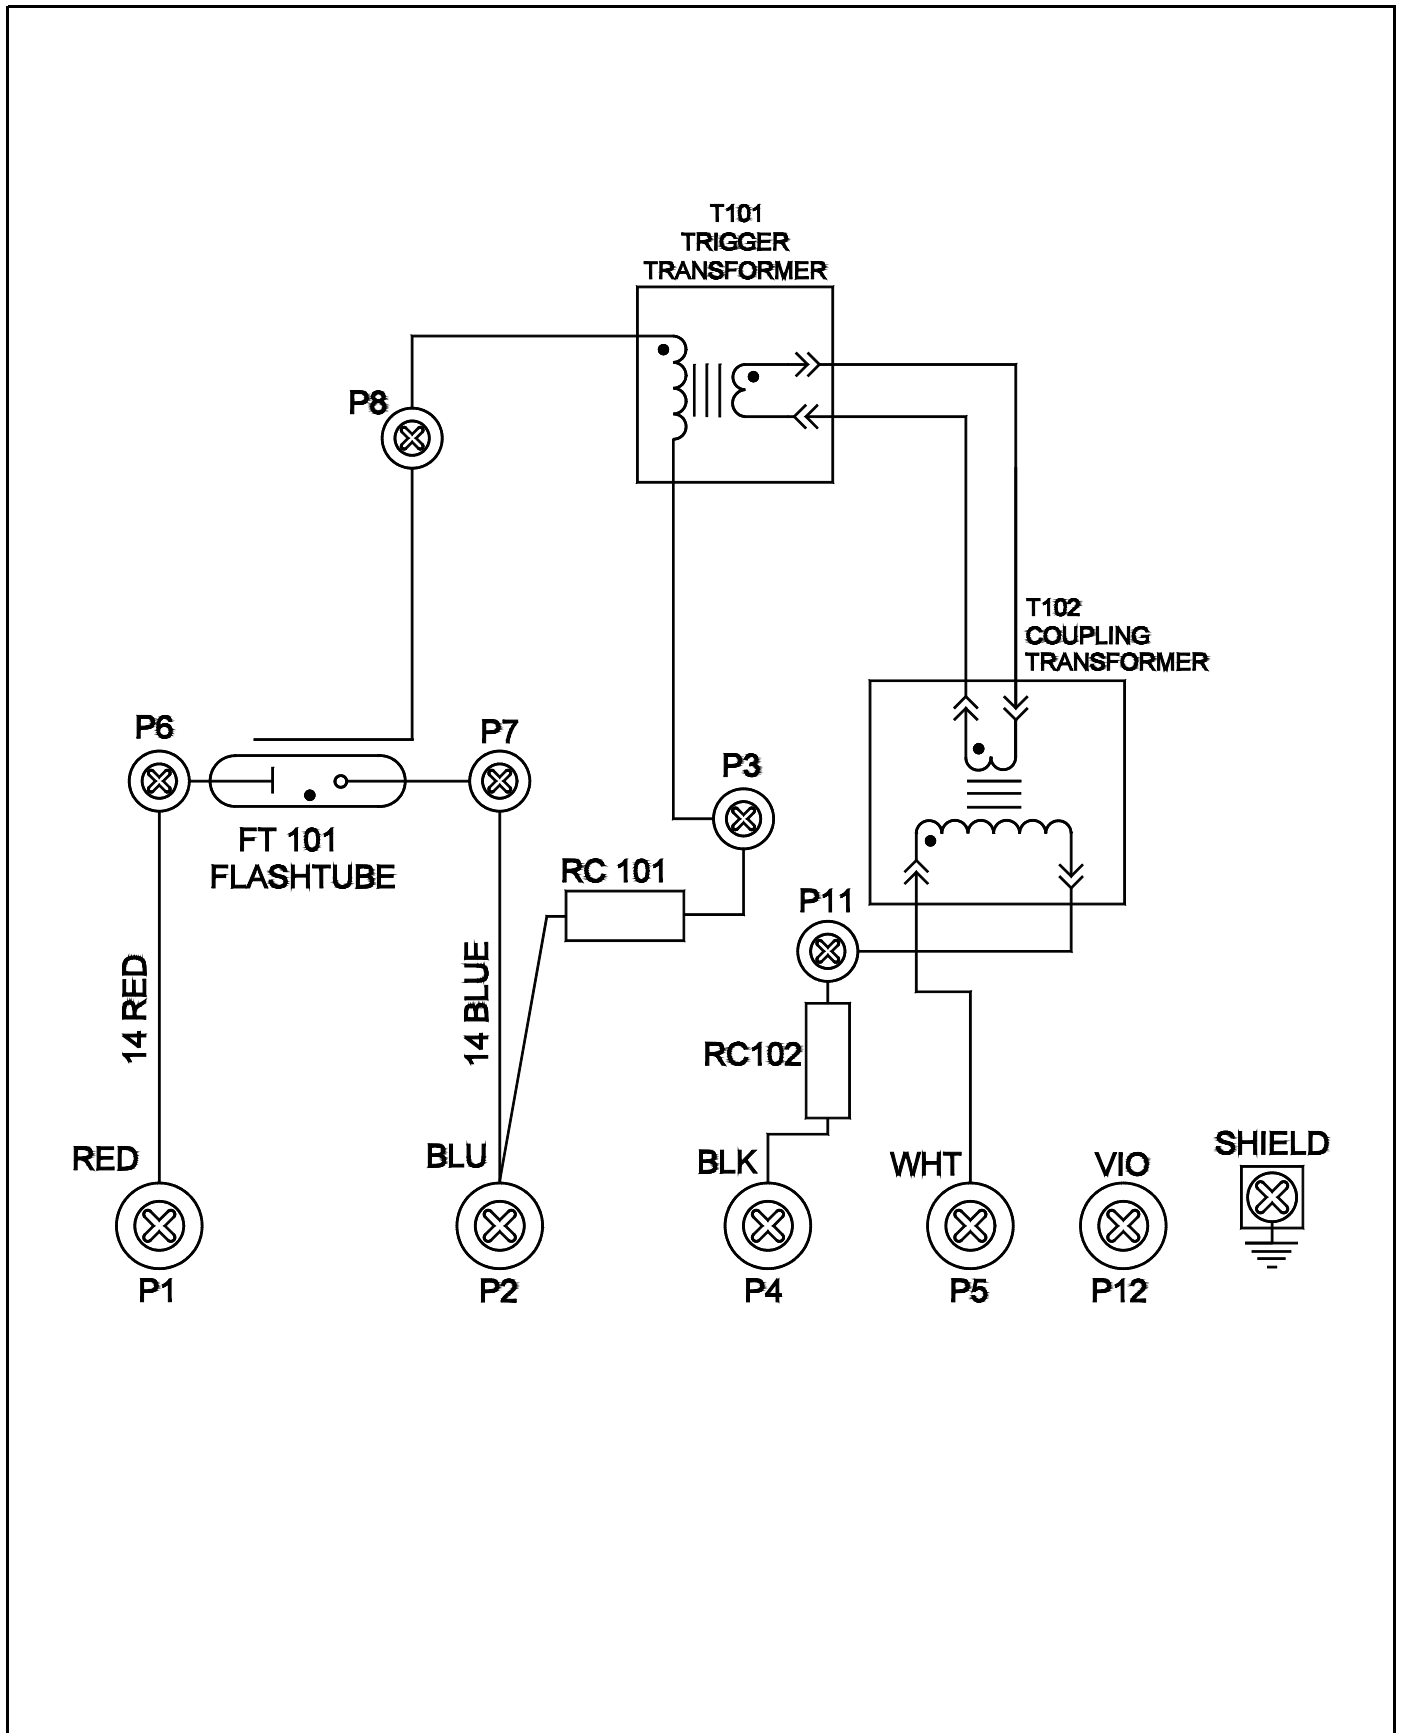 T101
TRIGGER
TRANSFORMER
P8
T102
COUPLING
TRANSFORMER
P6
P7
P3
FT 101
FLASHTUBE
RC 101
P11
14 RED
14 BLUE
RC102
RED
BLU
BLK
WHT
VIO
SHIELD
P1
P2
P4
P5
P12